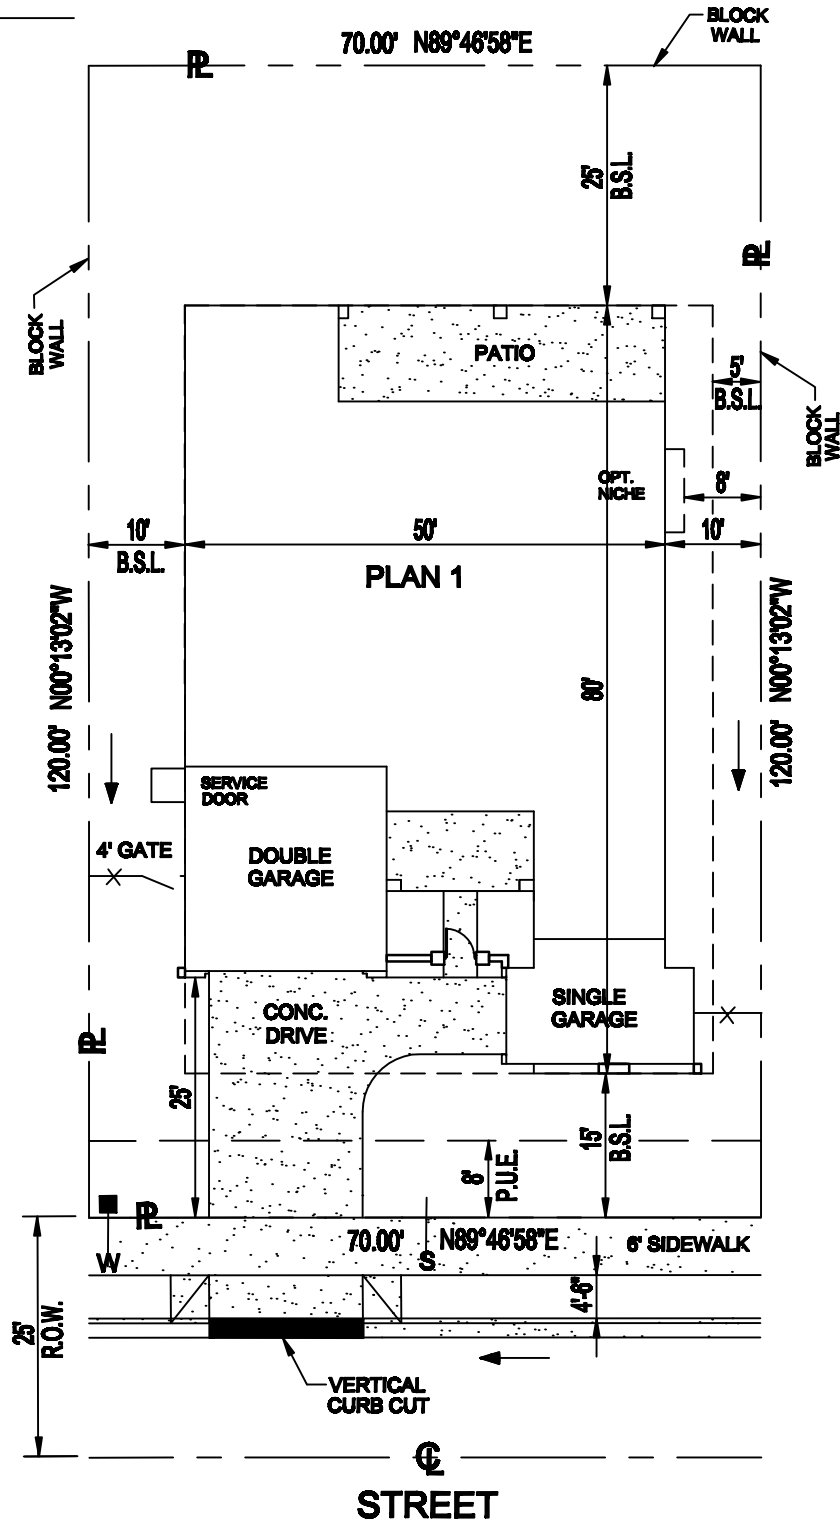 BLOCK
WALL
70.00' N89°46'58"E
PL
25'
B.S.L.
PL
BLOCK
WALL
PATIO
5'
B.S.L.
BLOCK
WALL
OPT.
NICHE
8'
10'
B.S.L.
50'
10'
PLAN 1
120.00' N00°13'02"W
80'
120.00' N00°13'02"W
SERVICE
DOOR
4' GATE
DOUBLE
GARAGE
CONC.
DRIVE
SINGLE
GARAGE
PL
25'
15'
B.S.L.
8'
P.U.E.
PL
W
70.00' N89°46'58"E
S
6' SIDEWALK
4'-6"
25'
R.O.W.
VERTICAL
CURB CUT
CL
STREET